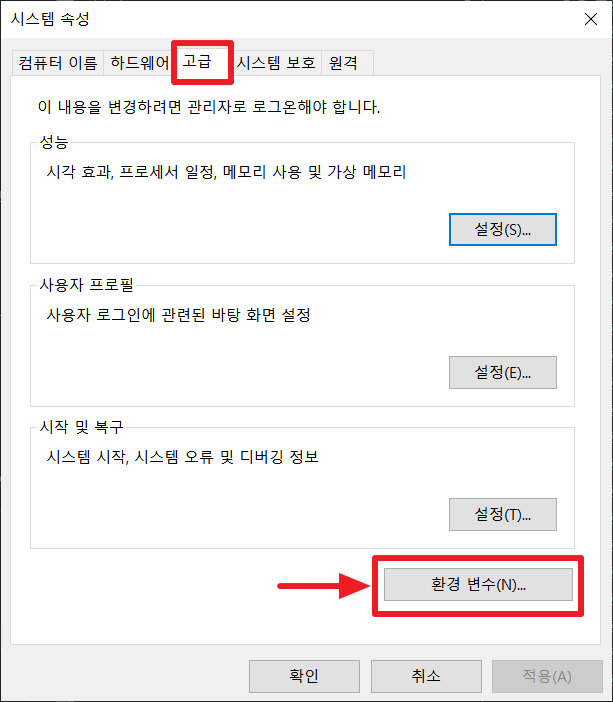 시스템 속성
컴퓨터 이름 하드웨어 고급 시스템 보호 원격
이 내용을 변경하려면 관리자로 로그온해야 합니다.
성능
시각 효과, 프로세서 일정, 메모리 사용 및 가상 메모리
설정(S)...
사용자 프로필
사용자 로그인에 관련된 바탕 화면 설정
설정(E)...
시작 및 복구
시스템 시작, 시스템 오류 및 디버깅 정보
설정(T)...
환경 변수(N)...
확인 취소 적용(A)